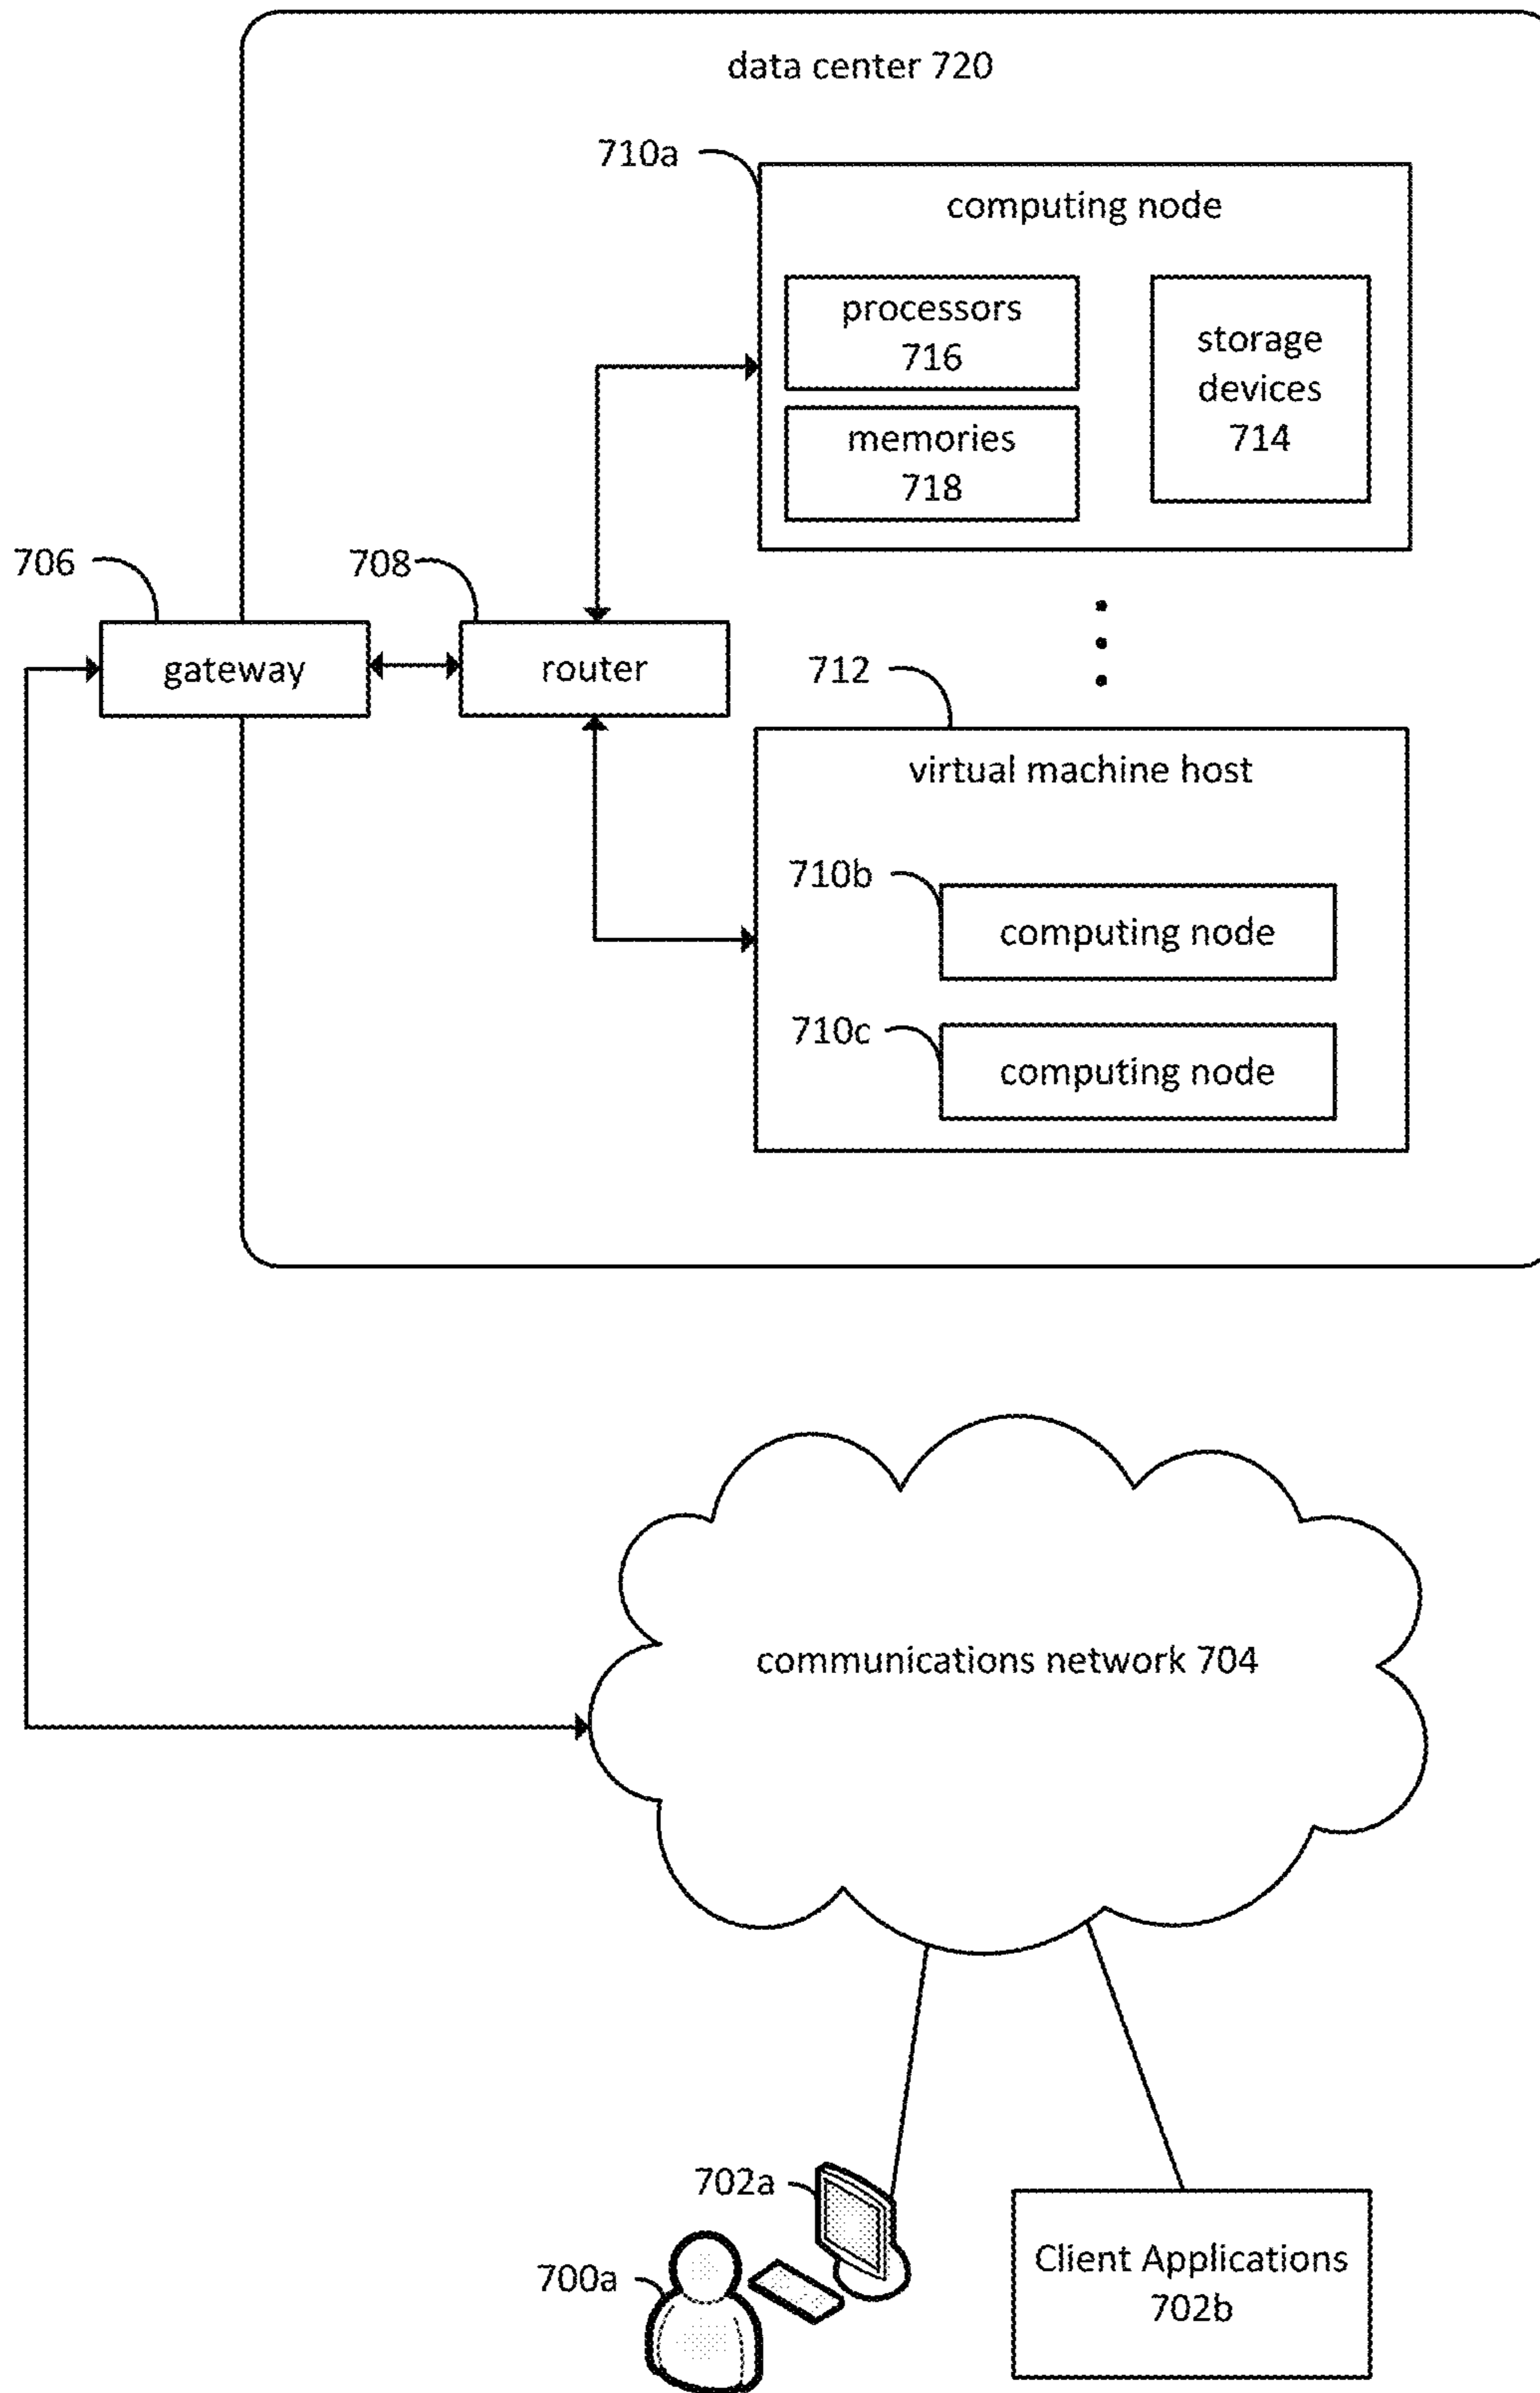 data center 720
710a
computing node
processors
716
storage
devices
714
memories
718
706
708
gateway
router
712
virtual machine host
710b
computing node
710c
computing node
communications network 704
702a
700a
Client Applications
702b